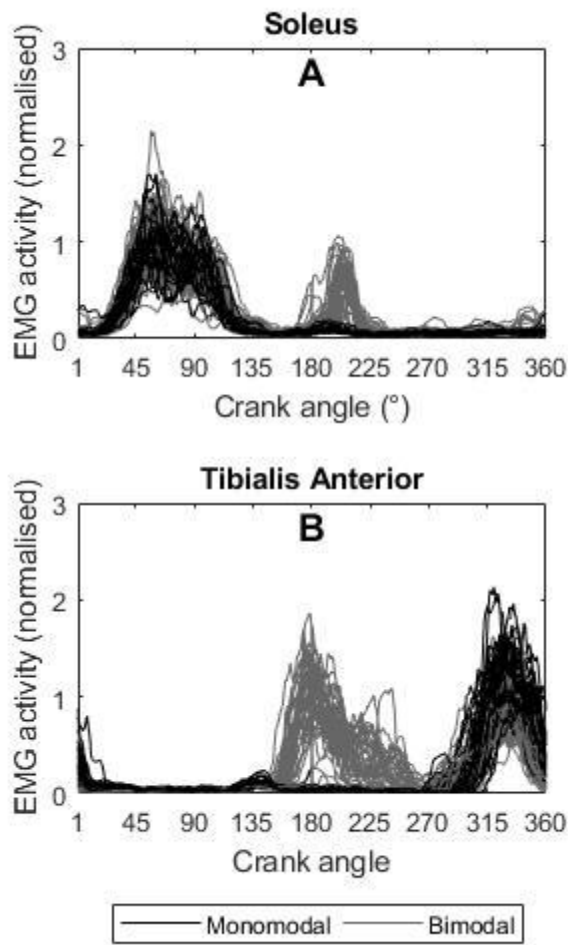 Soleus
A
EMG activity (normalised)
3
2
1
0
1 45 90 135 180 225 270 315 360
Crank angle (°)
Tibialis Anterior
B
EMG activity (normalised)
3
2
1
0
1 45 90 135 180 225 270 315 360
Crank angle
Monomodal Bimodal